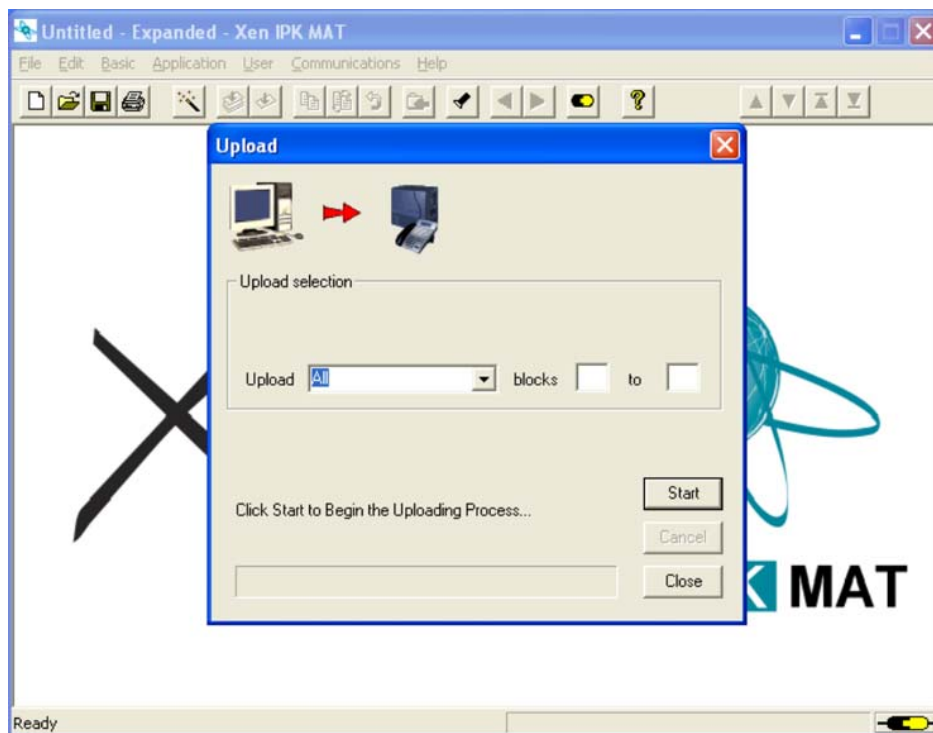 Untitled - Expanded - Xen IPK MAT
File Edit Basic Application User Communications Help
Upload
Upload selection
Upload All blocks to
Click Start to Begin the Uploading Process...
Start
Cancel
Close
K MAT
Ready